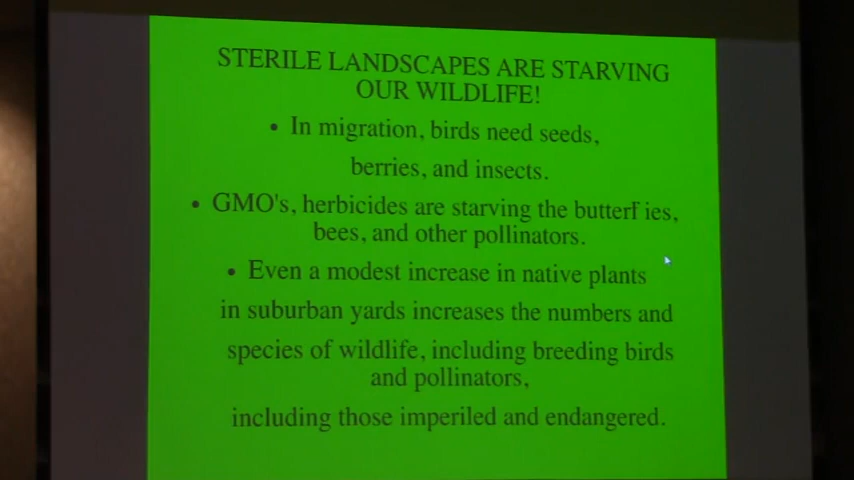 STERILE LANDSCAPES ARE STARVING
OUR WILDLIFE!
• In migration, birds need seeds,
berries, and insects.
• GMO's, herbicides are starving the butterf ies,
bees, and other pollinators.
• Even a modest increase in native plants
in suburban yards increases the numbers and
species of wildlife, including breeding birds
and pollinators,
including those imperiled and endangered.